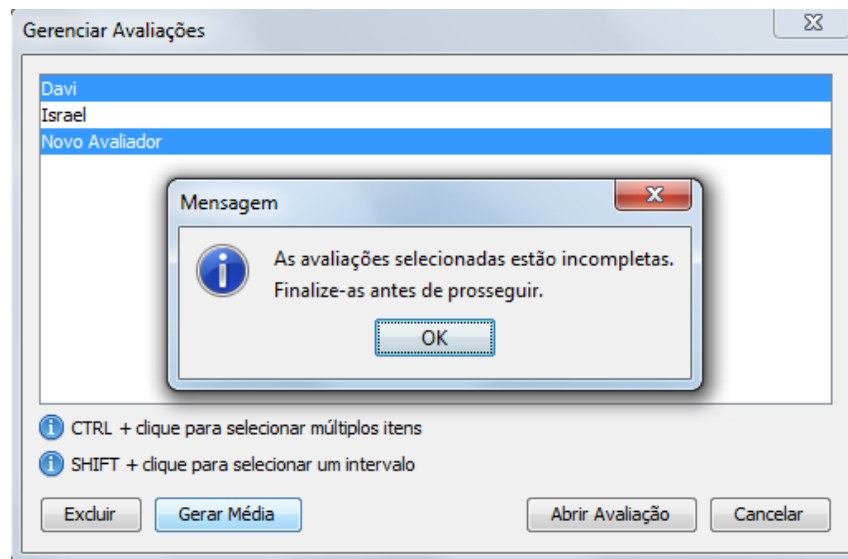 Gerenciar Avaliações
Davi
Israel
Novo Avaliador
Mensagem
As avaliações selecionadas estão incompletas.
Finalize-as antes de prosseguir.
OK
CTRL + clique para selecionar múltiplos itens
SHIFT + clique para selecionar um intervalo
Excluir Gerar Média Abrir Avaliação Cancelar